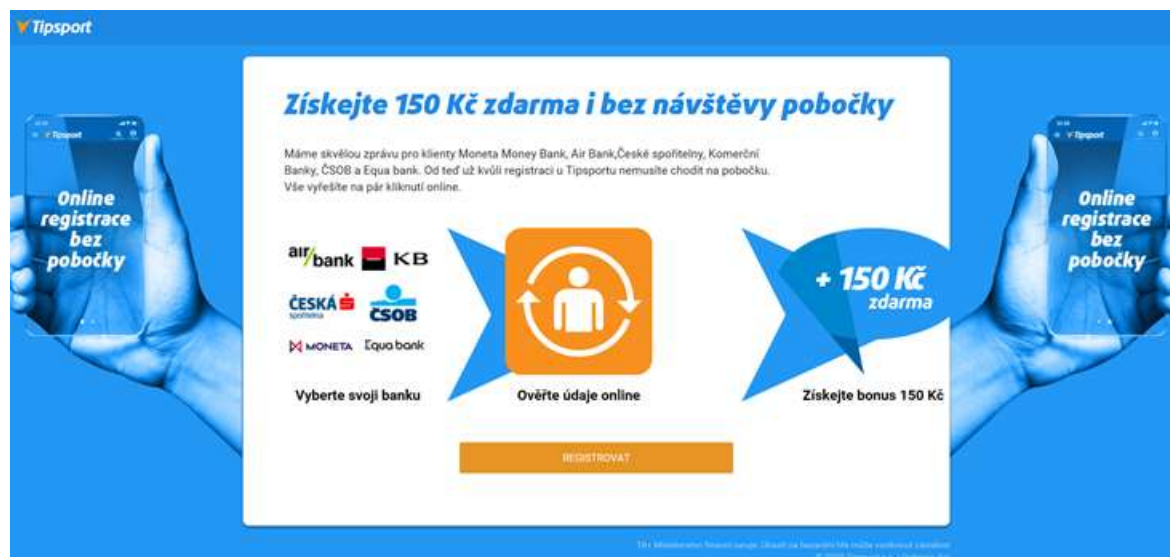 Tipsport
Získejte 150 Kč zdarma i bez návštěvy pobočky
Máme skvělou zprávu pro klienty Moneta Money Bank, Air Bank,České spořitelny, Komerční
Banky, ČSOB a Equa bank. Od teď už kvůli registraci u Tipsportu nemusíte chodit na pobočku.
Vše vyřešíte na pár kliknutí online.
Tipsport
Online
registrace
bez
pobočky
air bank KB
ČESKÁ
spořitelna
ČSOB
MONETA Equa bank
+ 150 Kč
zdarma
Vyberte svoji banku
Ověřte údaje online
Získejte bonus 150 Kč
REGISTROVAT
Tipsport
Online
registrace
bez
pobočky